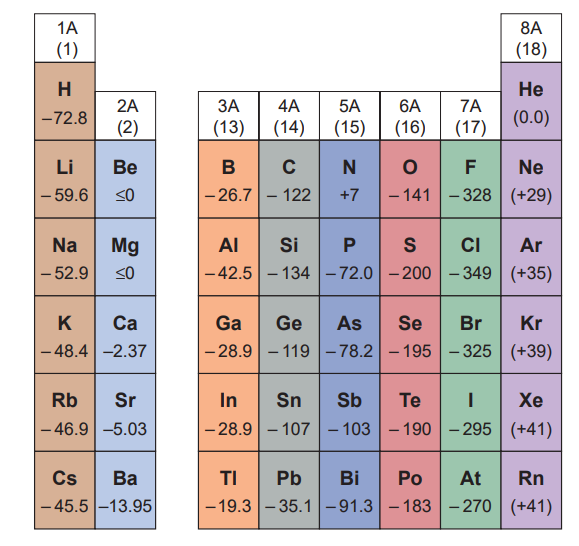 1A 8A
(1) (18)
H He
2A 3A 4A 5A 6A 7A
–72.8 (0.0)
(2) (13) (14) (15) (16) (17)
Li Be B C N O F Ne
–59.6 ≤0 –26.7 –122 +7 –141 –328 (+29)
Na Mg Al Si P S Cl Ar
–52.9 ≤0 –42.5 –134 –72.0 –200 –349 (+35)
K Ca Ga Ge As Se Br Kr
–48.4 –2.37 –28.9 –119 –78.2 –195 –325 (+39)
Rb Sr In Sn Sb Te I Xe
–46.9 –5.03 –28.9 –107 –103 –190 –295 (+41)
Cs Ba Tl Pb Bi Po At Rn
–45.5 –13.95 –19.3 –35.1 –91.3 –183 –270 (+41)